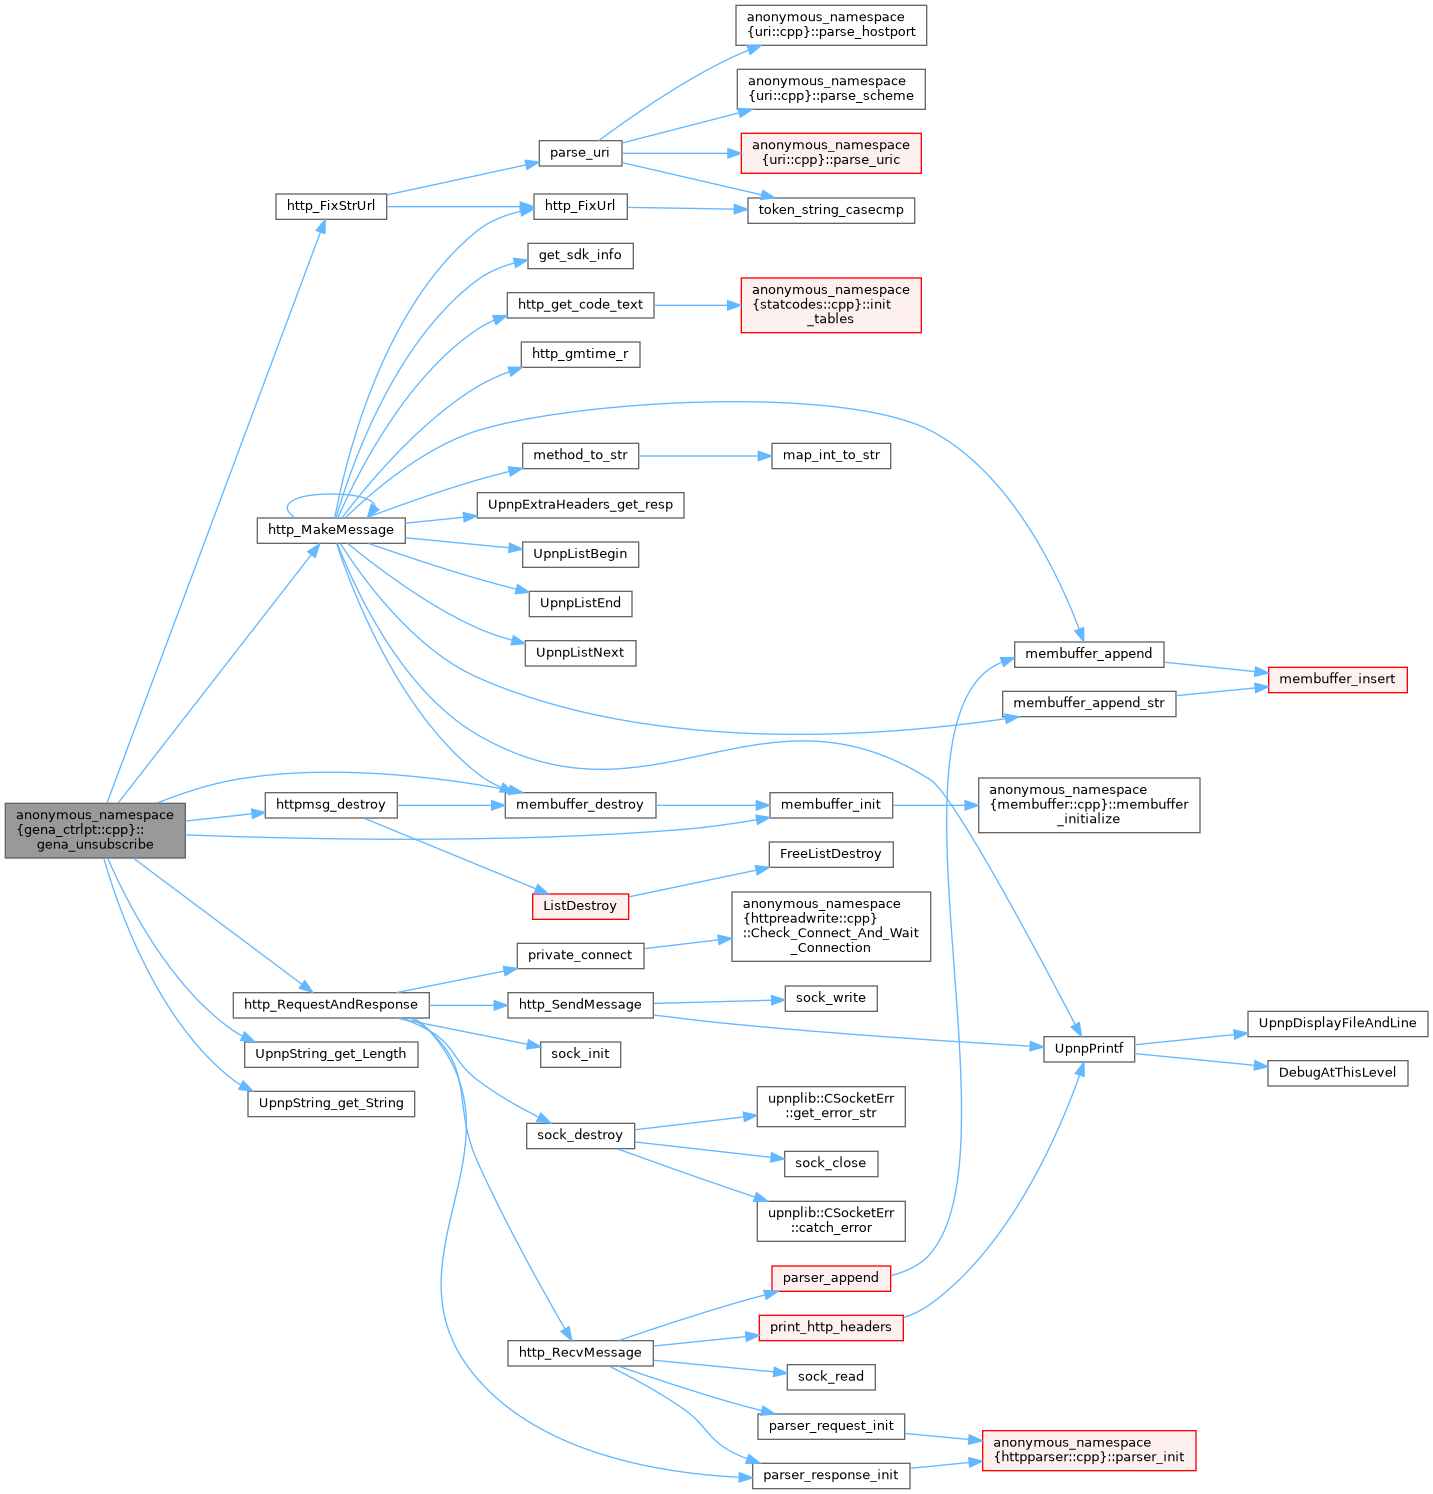 anonymous_namespace
{uri::cpp}::parse_hostport
anonymous_namespace
{uri::cpp}::parse_scheme
parse_uri
anonymous_namespace
{uri::cpp}::parse_uric
http_FixStrUrl
http_FixUrl
token_string_casecmp
get_sdk_info
http_get_code_text
anonymous_namespace
{statcodes::cpp}::init
_tables
http_gmtime_r
method_to_str
map_int_to_str
UpnpExtraHeaders_get_resp
http_MakeMessage
UpnpListBegin
UpnpListEnd
UpnpListNext
membuffer_append
membuffer_insert
membuffer_append_str
anonymous_namespace
{gena_ctrlpt::cpp}::
gena_unsubscribe
httpmsg_destroy
membuffer_destroy
membuffer_init
anonymous_namespace
{membuffer::cpp}::membuffer
_initialize
FreeListDestroy
ListDestroy
anonymous_namespace
{httpreadwrite::cpp}
::Check_Connect_And_Wait
_Connection
private_connect
http_RequestAndResponse
http_SendMessage
sock_write
UpnpString_get_Length
sock_init
UpnpPrintf
UpnpDisplayFileAndLine
DebugAtThisLevel
UpnpString_get_String
upnplib::CSocketErr
::get_error_str
sock_destroy
sock_close
upnplib::CSocketErr
::catch_error
parser_append
print_http_headers
http_RecvMessage
sock_read
parser_request_init
anonymous_namespace
{httpparser::cpp}::parser_init
parser_response_init